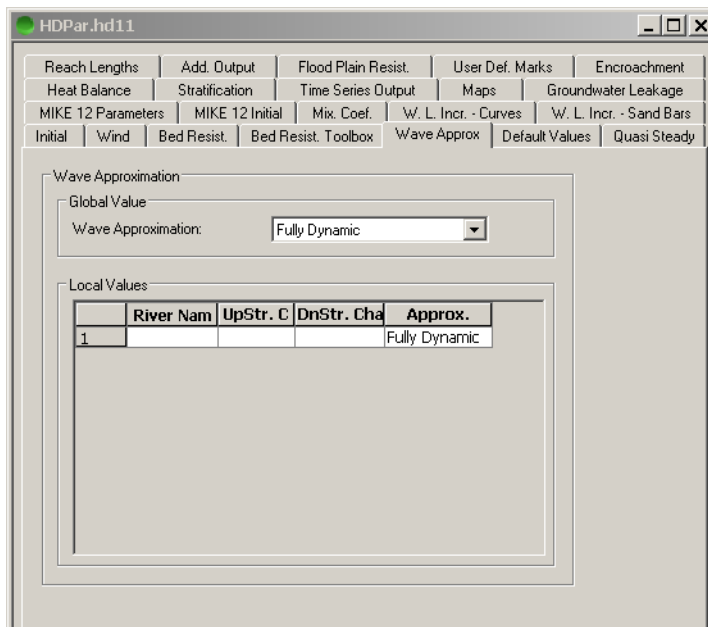 HDPar.hd11
Reach Lengths Add. Output Flood Plain Resist. User Def. Marks Encroachment
Heat Balance Stratification Time Series Output Maps Groundwater Leakage
MIKE 12 Parameters MIKE 12 Initial Mix. Coef. W. L. Incr. - Curves W. L. Incr. - Sand Bars
Initial Wind Bed Resist. Bed Resist. Toolbox Wave Approx Default Values Quasi Steady
Wave Approximation
Global Value
Wave Approximation: Fully Dynamic
Local Values
River Nam UpStr. C DnStr. Cha Approx.
1 Fully Dynamic